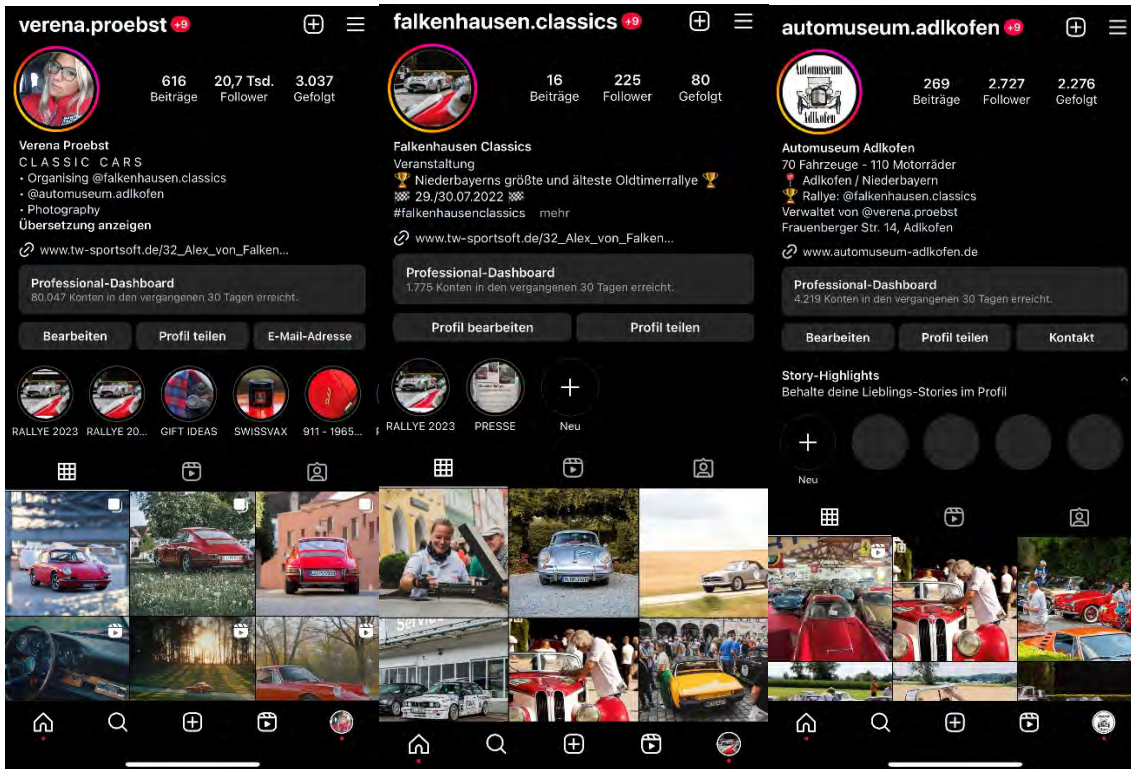 verena.proebst +9
616 20,7 Tsd. 3.037
Beiträge Follower Gefolgt
Verena Proebst
CLASSIC CARS
• Organising @falkenhausen.classics
• @automuseum.adlkofen
• Photography
Übersetzung anzeigen
www.tw-sportsoft.de/32_Alex_von_Falken...
Professional-Dashboard
80.047 Konten in den vergangenen 30 Tagen erreicht.
Bearbeiten Profil teilen E-Mail-Adresse
RALLYE 2023 RALLYE 20... GIFT IDEAS SWISSVAX 911 - 1965...
falkenhausen.classics +9
16 225 80
Beiträge Follower Gefolgt
Falkenhausen Classics
Veranstaltung
🏆 Niederbayerns größte und älteste Oldtimerrallye 🏆
🏁 29./30.07.2022 🏁
#falkenhausenclassics mehr
www.tw-sportsoft.de/32_Alex_von_Falken...
Professional-Dashboard
1.775 Konten in den vergangenen 30 Tagen erreicht.
Profil bearbeiten Profil teilen
RALLYE 2023 PRESSE Neu
Service
automuseum.adlkofen +9
Automuseum
Adlkofen
269 2.727 2.276
Beiträge Follower Gefolgt
Automuseum Adlkofen
70 Fahrzeuge - 110 Motorräder
📍 Adlkofen / Niederbayern
🏆 Rallye: @falkenhausen.classics
Verwaltet von @verena.proebst
Frauenberger Str. 14, Adlkofen
www.automuseum-adlkofen.de
Professional-Dashboard
4.219 Konten in den vergangenen 30 Tagen erreicht.
Bearbeiten Profil teilen Kontakt
Story-Highlights
Behalte deine Lieblings-Stories im Profil
Neu